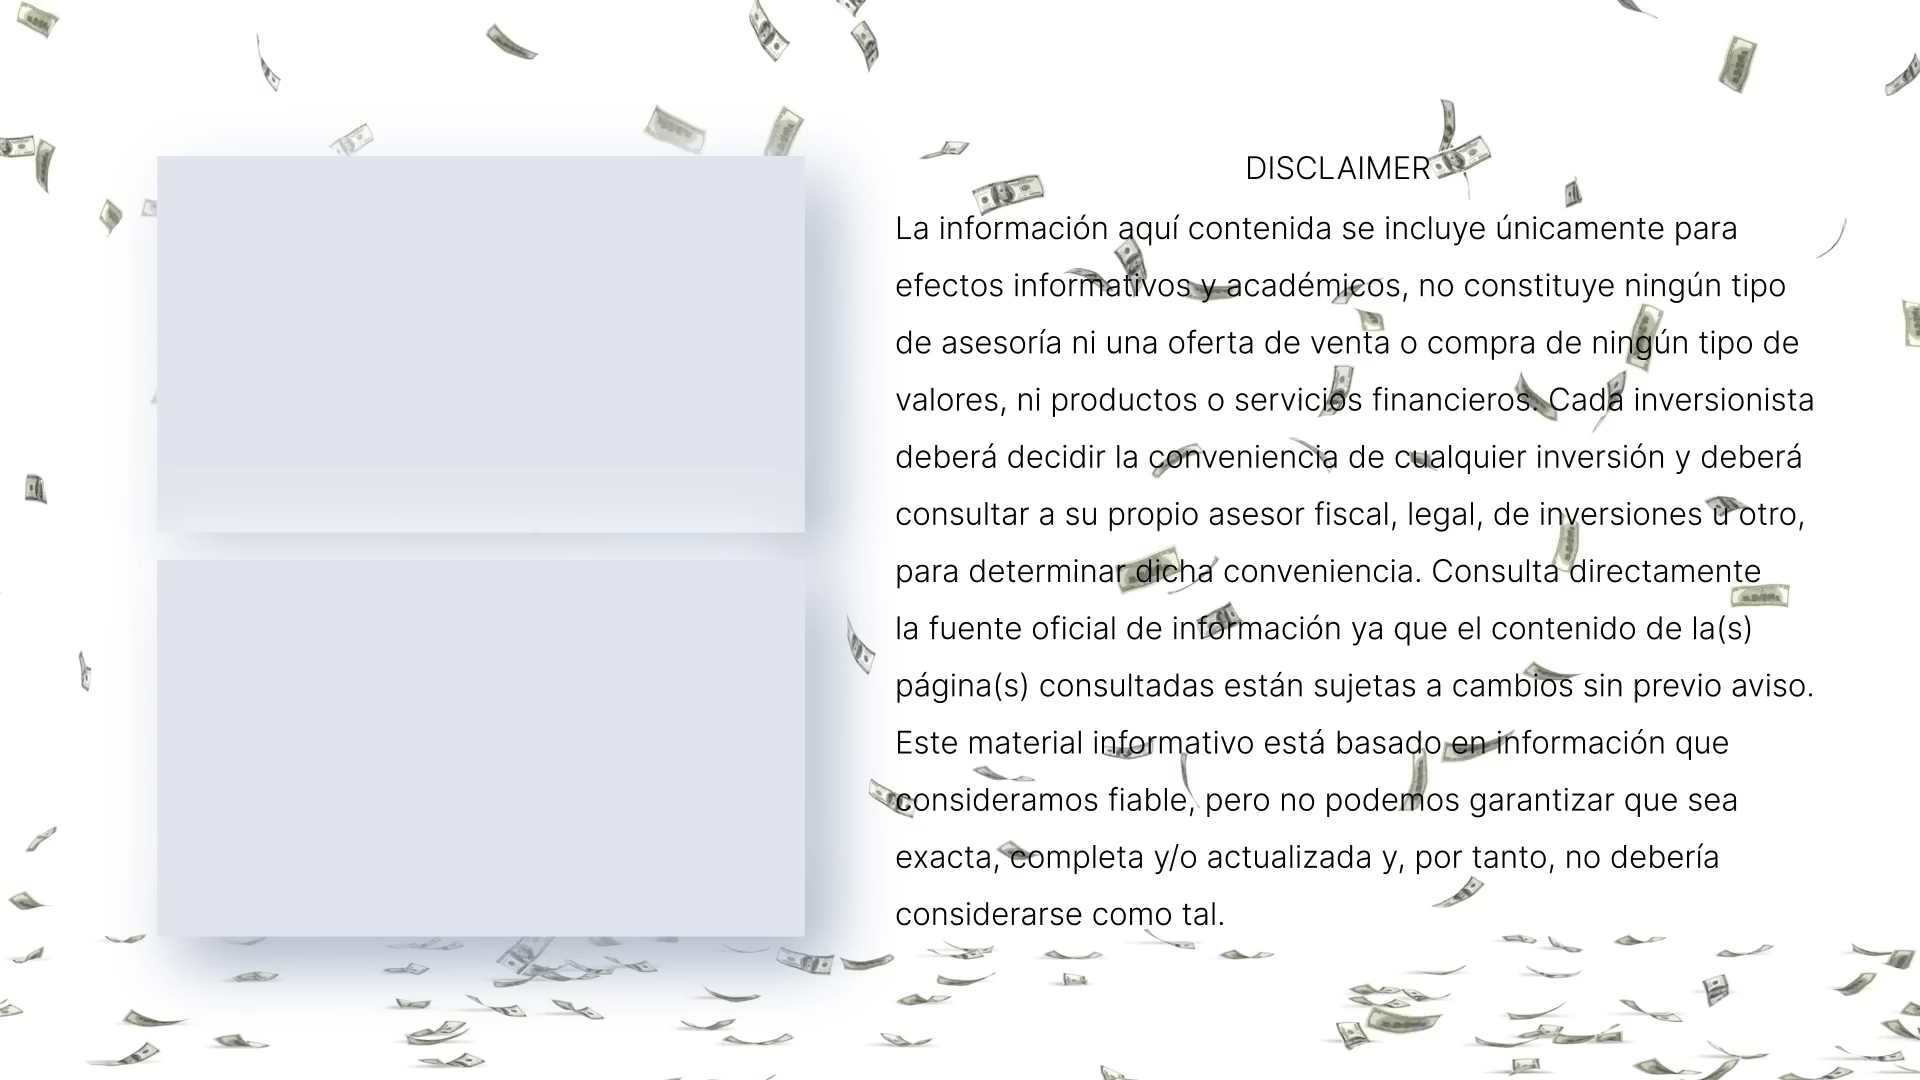 DISCLAIMER
La información aquí contenida se incluye únicamente para
efectos informativos y académicos, no constituye ningún tipo
de asesoría ni una oferta de venta o compra de ningún tipo de
valores, ni productos o servicios financieros. Cada inversionista
deberá decidir la conveniencia de cualquier inversión y deberá
consultar a su propio asesor fiscal, legal, de inversiones u otro,
para determinar dicha conveniencia. Consulta directamente
la fuente oficial de información ya que el contenido de la(s)
página(s) consultadas están sujetas a cambios sin previo aviso.
Este material informativo está basado en información que
consideramos fiable, pero no podemos garantizar que sea
exacta, completa y/o actualizada y, por tanto, no debería
considerarse como tal.